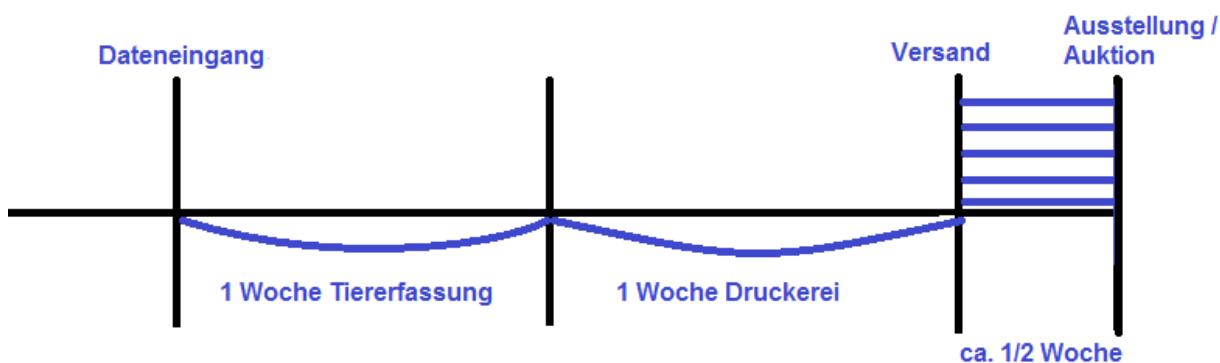 Dateneingang
Versand
Ausstellung /
Auktion
1 Woche Tiererfassung
1 Woche Druckerei
ca. 1/2 Woche